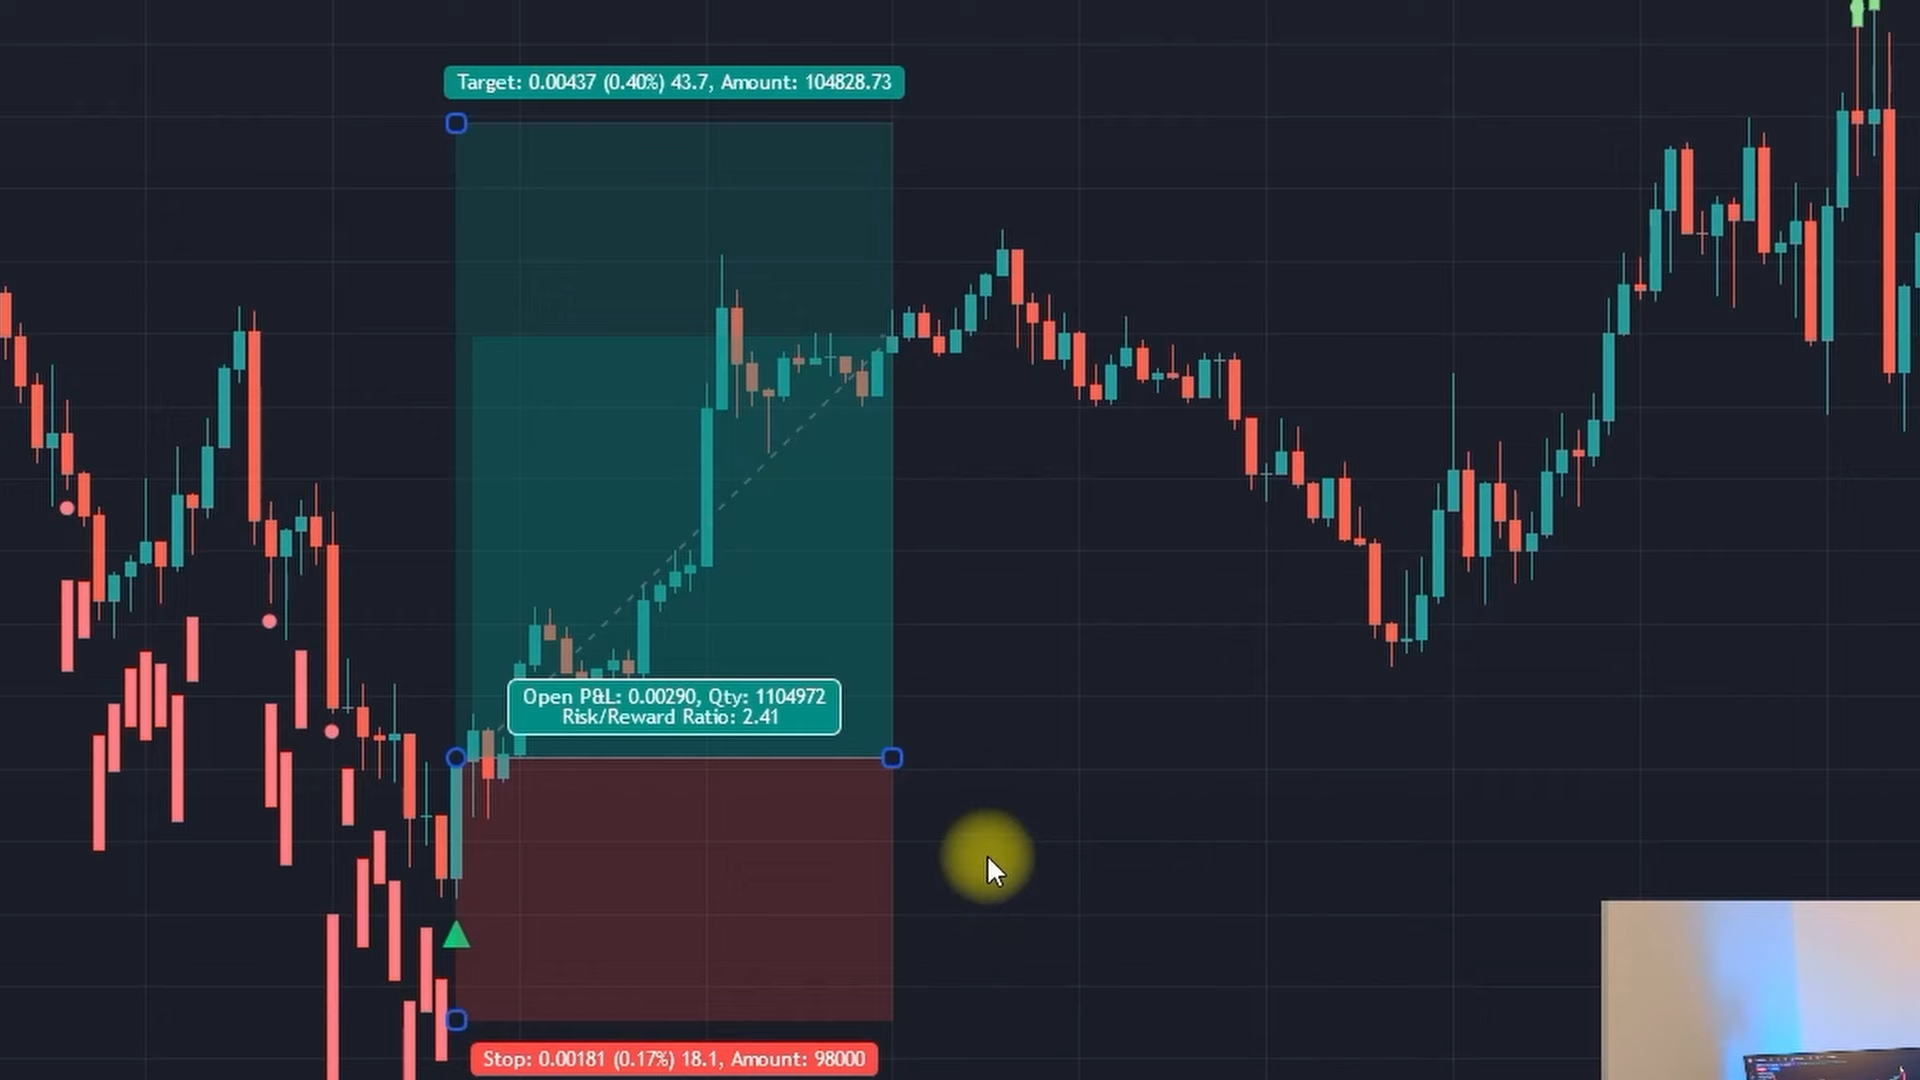 Target: 0.00437 (0.40%) 43.7, Amount: 104828.73
Open P&L: 0.00290, Qty: 1104972
Risk/Reward Ratio: 2.41
Stop: 0.00181 (0.17%) 18.1, Amount: 98000